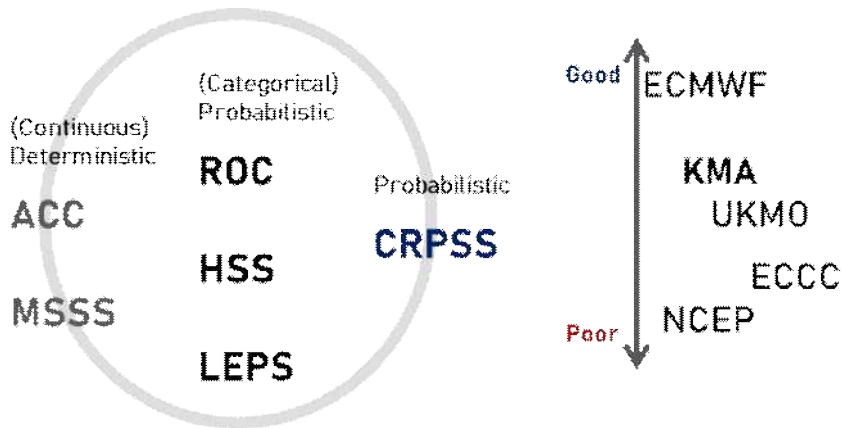 (Continuous)
Deterministic
ACC
MSSS
(Categorical)
Probabilistic
ROC
HSS
LEPS
Probabilistic
CRPSS
Good
Poor
ECMWF
KMA
UKMO
ECCC
NCEP